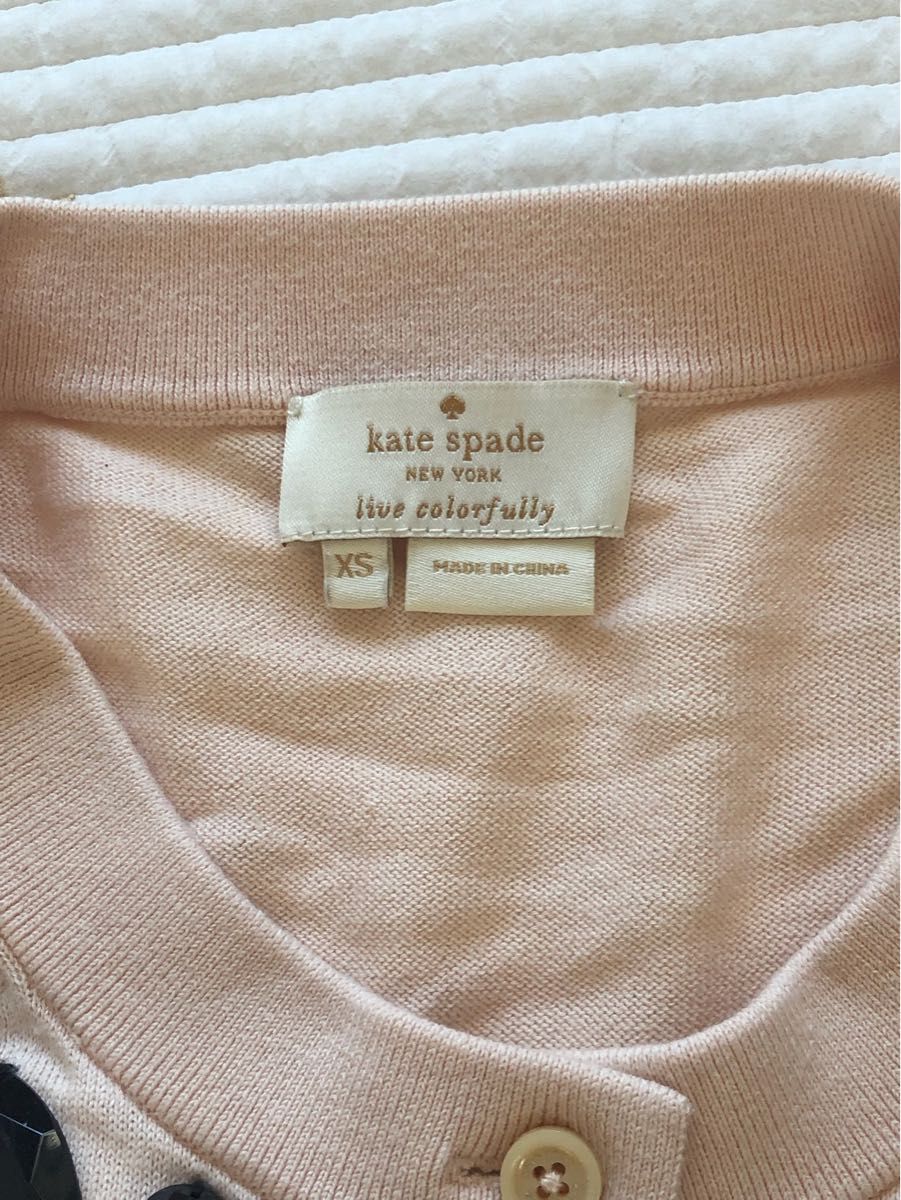 kate spade
NEW YORK
live colorfully
XS
MADE IN CHINA